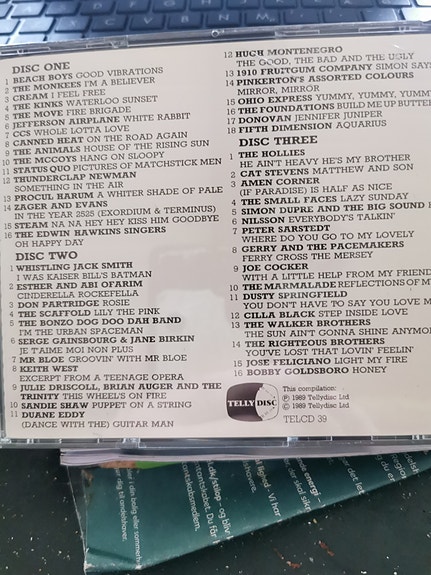 DISC ONE
1 BEACH BOYS GOOD VIBRATIONS
2 THE MONKEES I'M A BELIEVER
3 CREAM I FEEL FREE
4 THE KINKS WATERLOO SUNSET
5 THE MOVE FIRE BRIGADE
6 JEFFERSON AIRPLANE WHITE RABBIT
7 CCS WHOLE LOTTA LOVE
8 CANNED HEAT ON THE ROAD AGAIN
9 THE ANIMALS HOUSE OF THE RISING SUN
10 THE MCCOYS HANG ON SLOOPY
11 STATUS QUO PICTURES OF MATCHSTICK MEN
12 THUNDERCLAP NEWMAN
SOMETHING IN THE AIR
13 PROCUL HARUM A WHITER SHADE OF PALE
14 ZAGER AND EVANS
IN THE YEAR 2525 (EXORDIUM & TERMINUS)
15 STEAM NA NA HEY HEY KISS HIM GOODBYE
16 THE EDWIN HAWKINS SINGERS
OH HAPPY DAY
DISC TWO
1 WHISTLING JACK SMITH
I WAS KAISER BILL'S BATMAN
2 ESTHER AND ABI OFARIM
CINDERELLA ROCKEFELLA
3 DON PARTRIDGE ROSIE
4 THE SCAFFOLD LILY THE PINK
5 THE BONZO DOG DOO DAH BAND
I'M THE URBAN SPACEMAN
6 SERGE GAINSBOURG & JANE BIRKIN
JE T'AIME MOI NON PLUS
7 MR BLOE GROOVIN' WITH MR BLOE
8 KEITH WEST
EXCERPT FROM A TEENAGE OPERA
9 JULIE DRISCOLL, BRIAN AUGER AND THE
TRINITY THIS WHEEL'S ON FIRE
10 SANDIE SHAW PUPPET ON A STRING
11 DUANE EDDY
(DANCE WITH THE) GUITAR MAN
12 HUGH MONTENEGRO
THE GOOD, THE BAD AND THE UGLY
13 1910 FRUITGUM COMPANY SIMON SAYS
14 PINKERTON'S ASSORTED COLOURS
MIRROR, MIRROR
15 OHIO EXPRESS YUMMY, YUMMY, YUMMY
16 THE FOUNDATIONS BUILD ME UP BUTTER
17 DONOVAN JENNIFER JUNIPER
18 FIFTH DIMENSION AQUARIUS
DISC THREE
1 THE HOLLIES
HE AIN'T HEAVY HE'S MY BROTHER
2 CAT STEVENS MATTHEW AND SON
3 AMEN CORNER
(IF PARADISE) IS HALF AS NICE
4 THE SMALL FACES LAZY SUNDAY
5 SIMON DUPRE AND THE BIG SOUND
6 NILSSON EVERYBODY'S TALKIN'
7 PETER SARSTEDT
WHERE DO YOU GO TO MY LOVELY
8 GERRY AND THE PACEMAKERS
FERRY CROSS THE MERSEY
9 JOE COCKER
WITH A LITTLE HELP FROM MY FRIEND
10 THE MARMALADE REFLECTIONS OF MY
11 DUSTY SPRINGFIELD
YOU DON'T HAVE TO SAY YOU LOVE M
12 CILLA BLACK STEP INSIDE LOVE
13 THE WALKER BROTHERS
THE SUN AIN'T GONNA SHINE ANYMOR
14 THE RIGHTEOUS BROTHERS
YOU'VE LOST THAT LOVIN' FEELIN'
15 JOSE FELICIANO LIGHT MY FIRE
16 BOBBY GOLDSBORO HONEY
TELLY DISC
This compilation:
℗ 1989 Tellydisc Ltd
© 1989 Tellydisc Ltd
TELCD 39